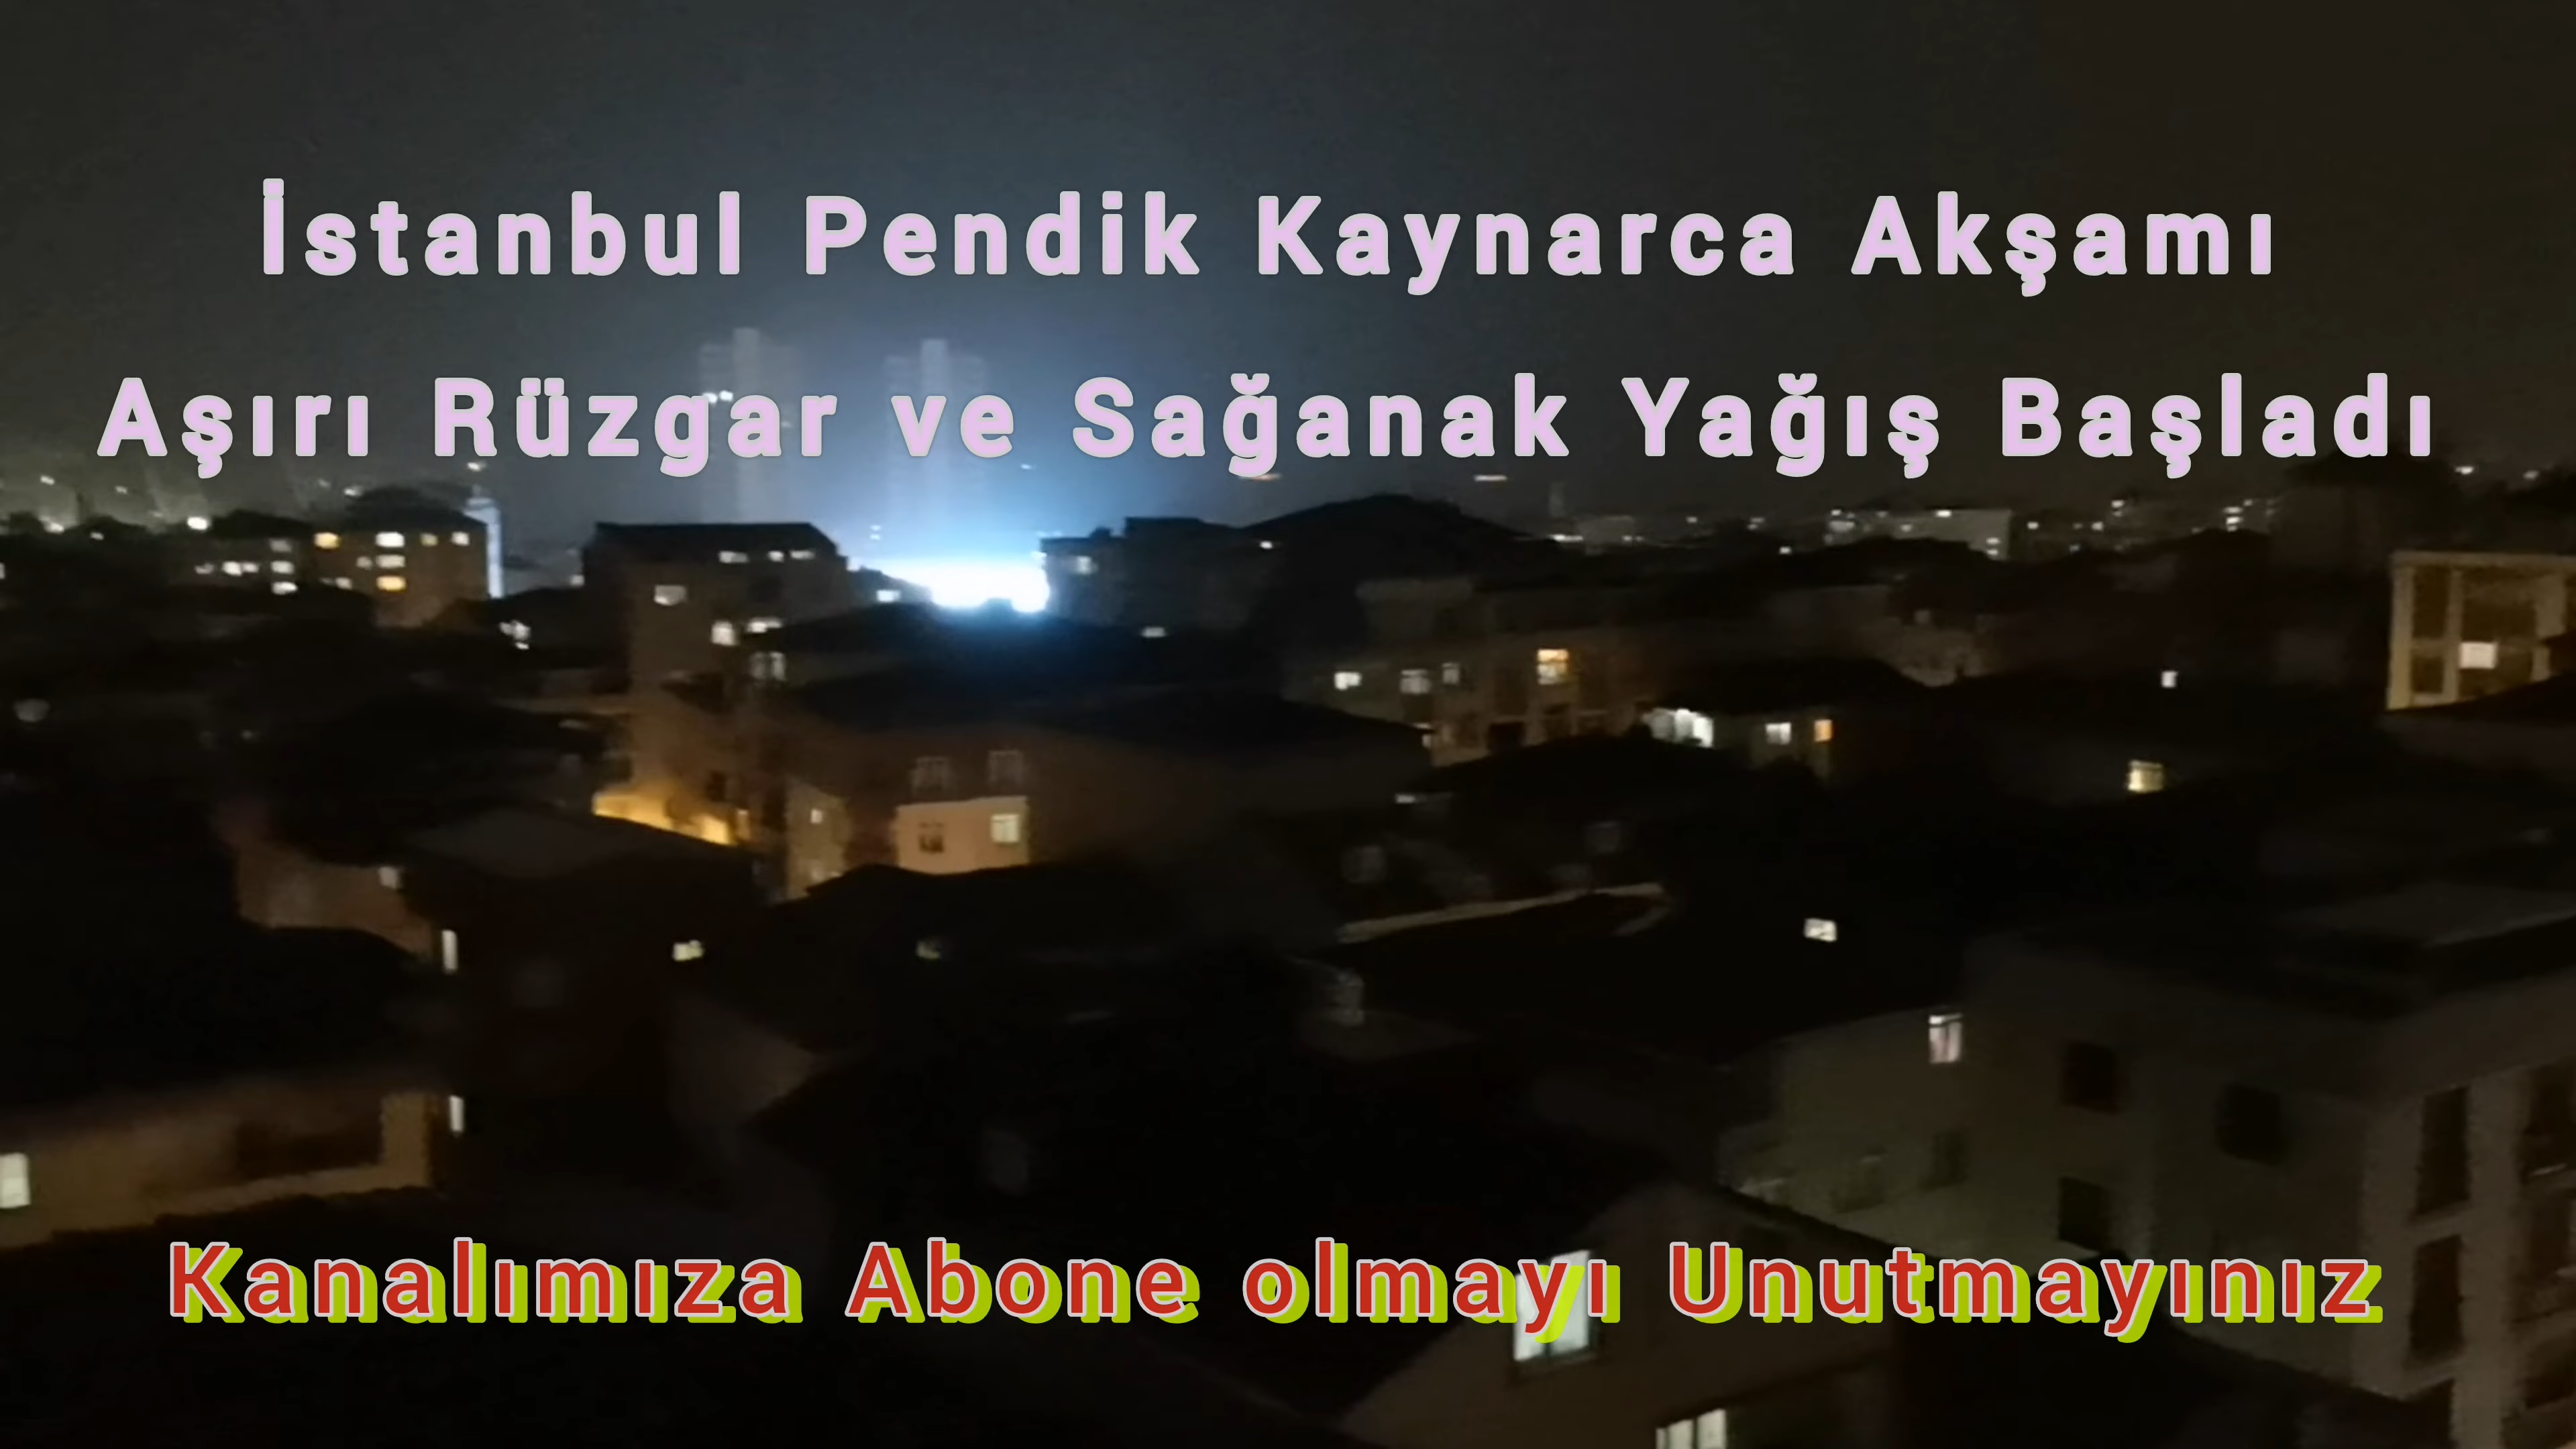 İstanbul Pendik Kaynarca Akşamı
Aşırı Rüzgar ve Sağanak Yağış Başladı
Kanalımıza Abone olmayı Unutmayınız